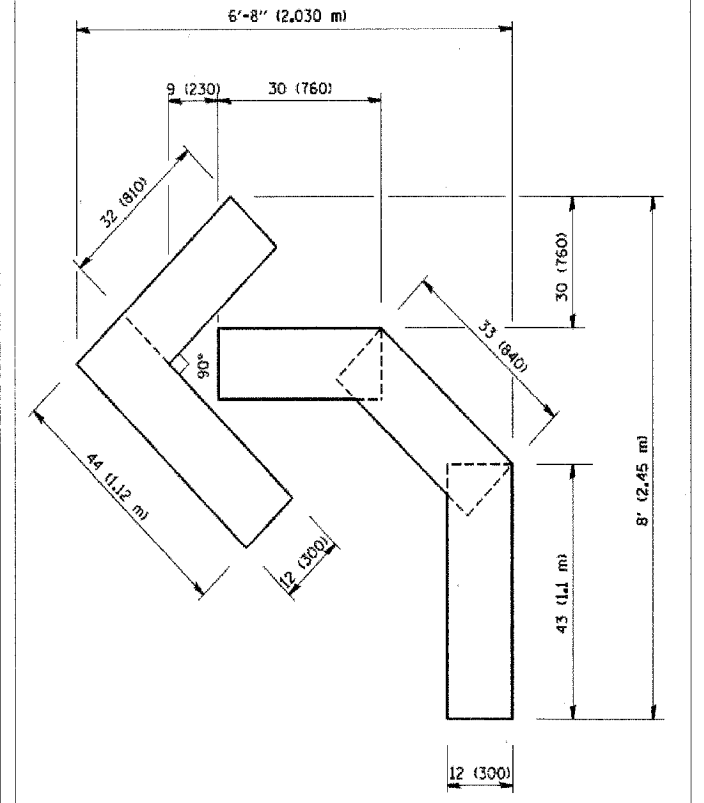 6'-8" (2.030 m)
9 (230)
30 (760)
32 (810)
30 (760)
33 (840)
90°
44 (1.12 m)
8' (2.45 m)
12 (300)
43 (1.1 m)
12 (300)